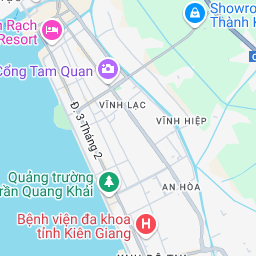 Rạch
Resort
Showro
Thành
Cổng Tam Quan
VĨNH LẠC
VĨNH HIỆP
Đ. 3 Tháng 2
Quảng trường
Trần Quang Khải
AN HÒA
Bệnh viện đa khoa
tỉnh Kiên Giang